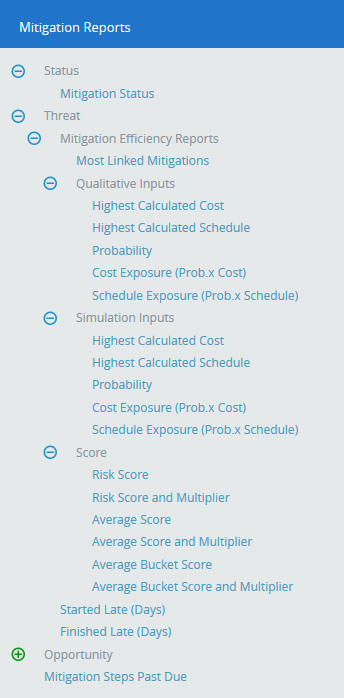 Mitigation Reports
Status
Mitigation Status
Threat
Mitigation Efficiency Reports
Most Linked Mitigations
Qualitative Inputs
Highest Calculated Cost
Highest Calculated Schedule
Probability
Cost Exposure (Prob.x Cost)
Schedule Exposure (Prob.x Schedule)
Simulation Inputs
Highest Calculated Cost
Highest Calculated Schedule
Probability
Cost Exposure (Prob.x Cost)
Schedule Exposure (Prob.x Schedule)
Score
Risk Score
Risk Score and Multiplier
Average Score
Average Score and Multiplier
Average Bucket Score
Average Bucket Score and Multiplier
Started Late (Days)
Finished Late (Days)
Opportunity
Mitigation Steps Past Due